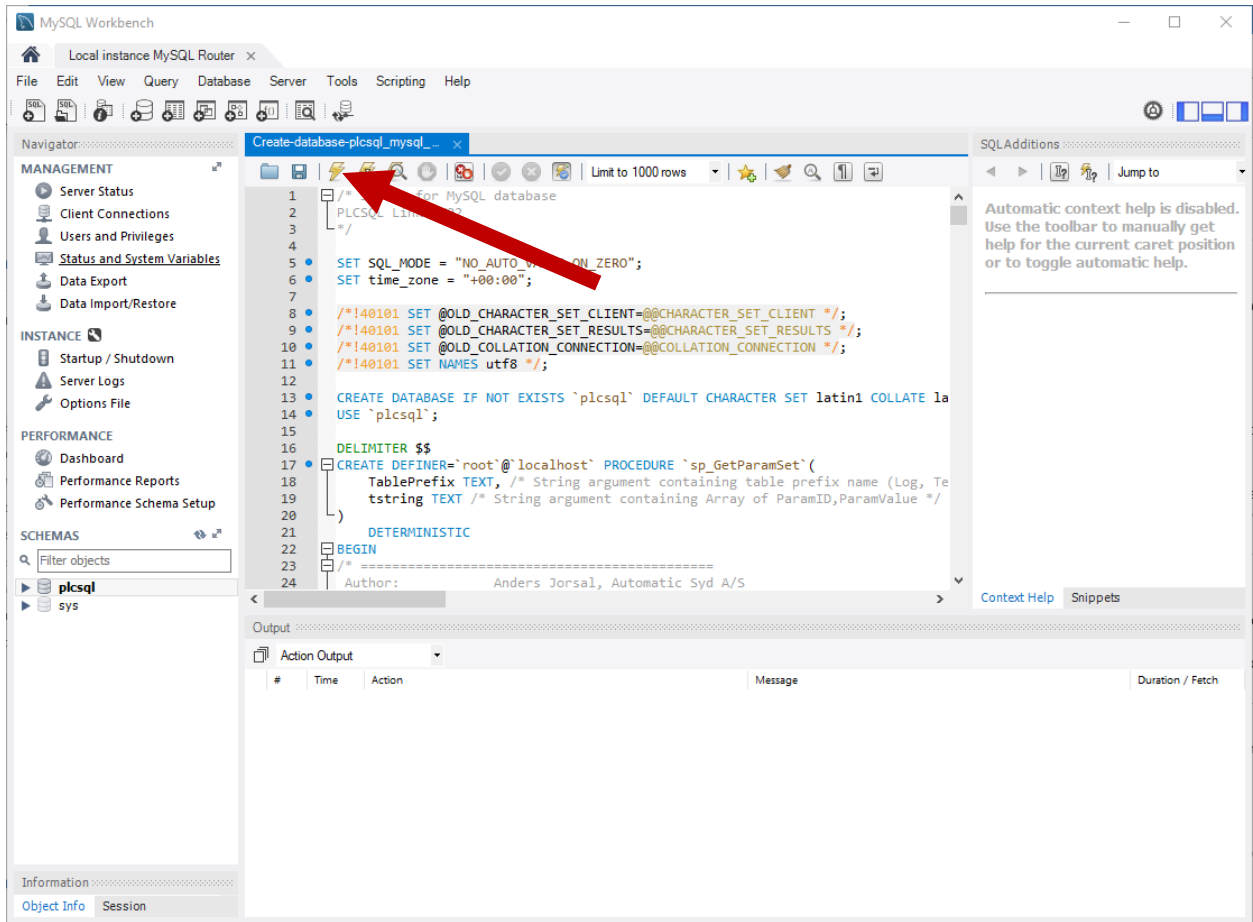 MySQL Workbench
Local instance MySQL Router
File Edit View Query Database Server Tools Scripting Help
Navigator
MANAGEMENT
Server Status
Client Connections
Users and Privileges
Status and System Variables
Data Export
Data Import/Restore
INSTANCE
Startup / Shutdown
Server Logs
Options File
PERFORMANCE
Dashboard
Performance Reports
Performance Schema Setup
SCHEMAS
Filter objects
plcsql
sys
Information
Object Info Session
Create-database-plcsql_mysql_...
Limit to 1000 rows
1 /* for MySQL database
2 PLCSQL
3 */
4
5 SET SQL_MODE = "NO_AUTO_ ON_ZERO";
6 SET time_zone = "+00:00";
7
8 /*!40101 SET @OLD_CHARACTER_SET_CLIENT=@@CHARACTER_SET_CLIENT */;
9 /*!40101 SET @OLD_CHARACTER_SET_RESULTS=@@CHARACTER_SET_RESULTS */;
10 /*!40101 SET @OLD_COLLATION_CONNECTION=@@COLLATION_CONNECTION */;
11 /*!40101 SET NAMES utf8 */;
12
13 CREATE DATABASE IF NOT EXISTS `plcsql` DEFAULT CHARACTER SET latin1 COLLATE la
14 USE `plcsql`;
15
16 DELIMITER $$
17 CREATE DEFINER=`root`@`localhost` PROCEDURE `sp_GetParamSet`(
18 TablePrefix TEXT, /* String argument containing table prefix name (Log, Te
19 tstring TEXT /* String argument containing Array of ParamID,ParamValue */
20 )
21 DETERMINISTIC
22 BEGIN
23 /* =============================================
24 Author: Anders Jorsal, Automatic Syd A/S
SQLAdditions
Jump to
Automatic context help is disabled.
Use the toolbar to manually get
help for the current caret position
or to toggle automatic help.
Context Help Snippets
Output
Action Output
# Time Action Message Duration / Fetch